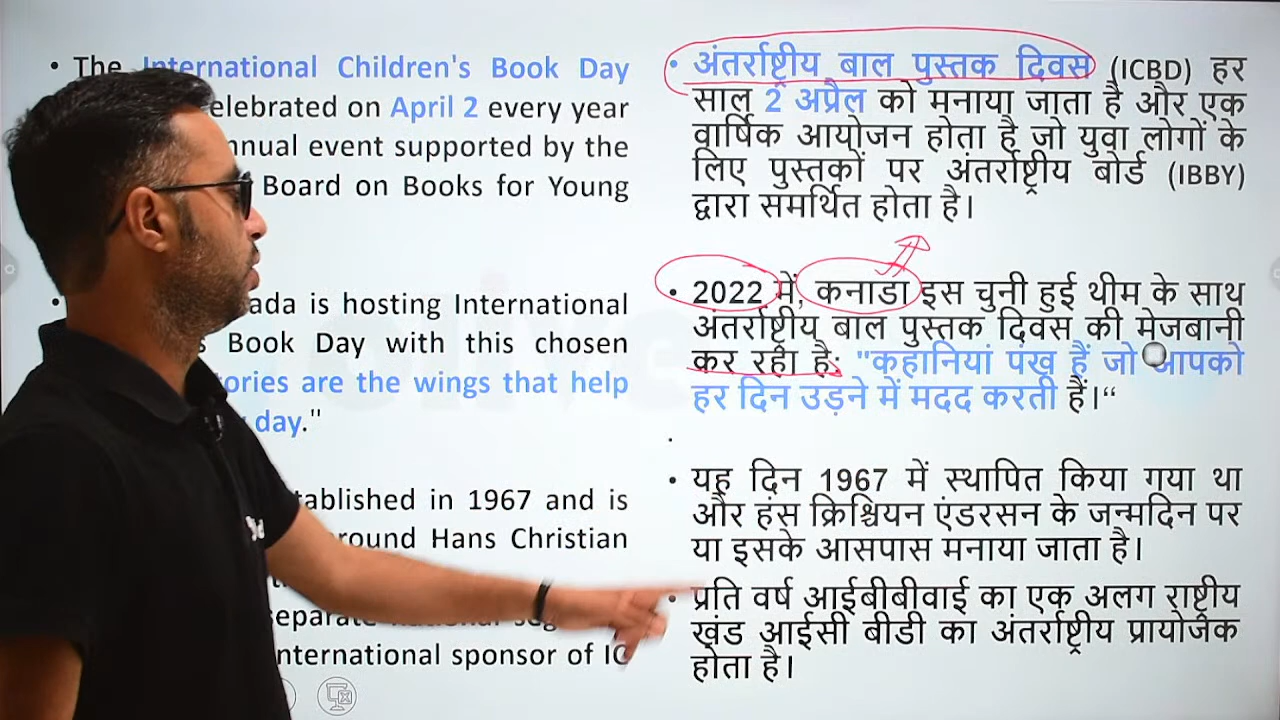 • The International Children's Book Day
elebrated on April 2 every year
nnual event supported by the
Board on Books for Young
ada is hosting International
Book Day with this chosen
tories are the wings that help
day."
tablished in 1967 and is
round Hans Christian
separate national
nternational sponsor of IC
• अंतर्राष्ट्रीय बाल पुस्तक दिवस (ICBD) हर
साल 2 अप्रैल को मनाया जाता है और एक
वार्षिक आयोजन होता है जो युवा लोगों के
लिए पुस्तकों पर अंतर्राष्ट्रीय बोर्ड (IBBY)
द्वारा समर्थित होता है।
• 2022 में, कनाडा इस चुनी हुई थीम के साथ
अंतर्राष्ट्रीय बाल पुस्तक दिवस की मेजबानी
कर रहा है: "कहानियां पंख हैं जो आपको
हर दिन उड़ने में मदद करती हैं।“
•
• यह दिन 1967 में स्थापित किया गया था
और हंस क्रिश्चियन एंडरसन के जन्मदिन पर
या इसके आसपास मनाया जाता है।
• प्रति वर्ष आईबीबीवाई का एक अलग राष्ट्रीय
खंड आईसी बीडी का अंतर्राष्ट्रीय प्रायोजक
होता है।